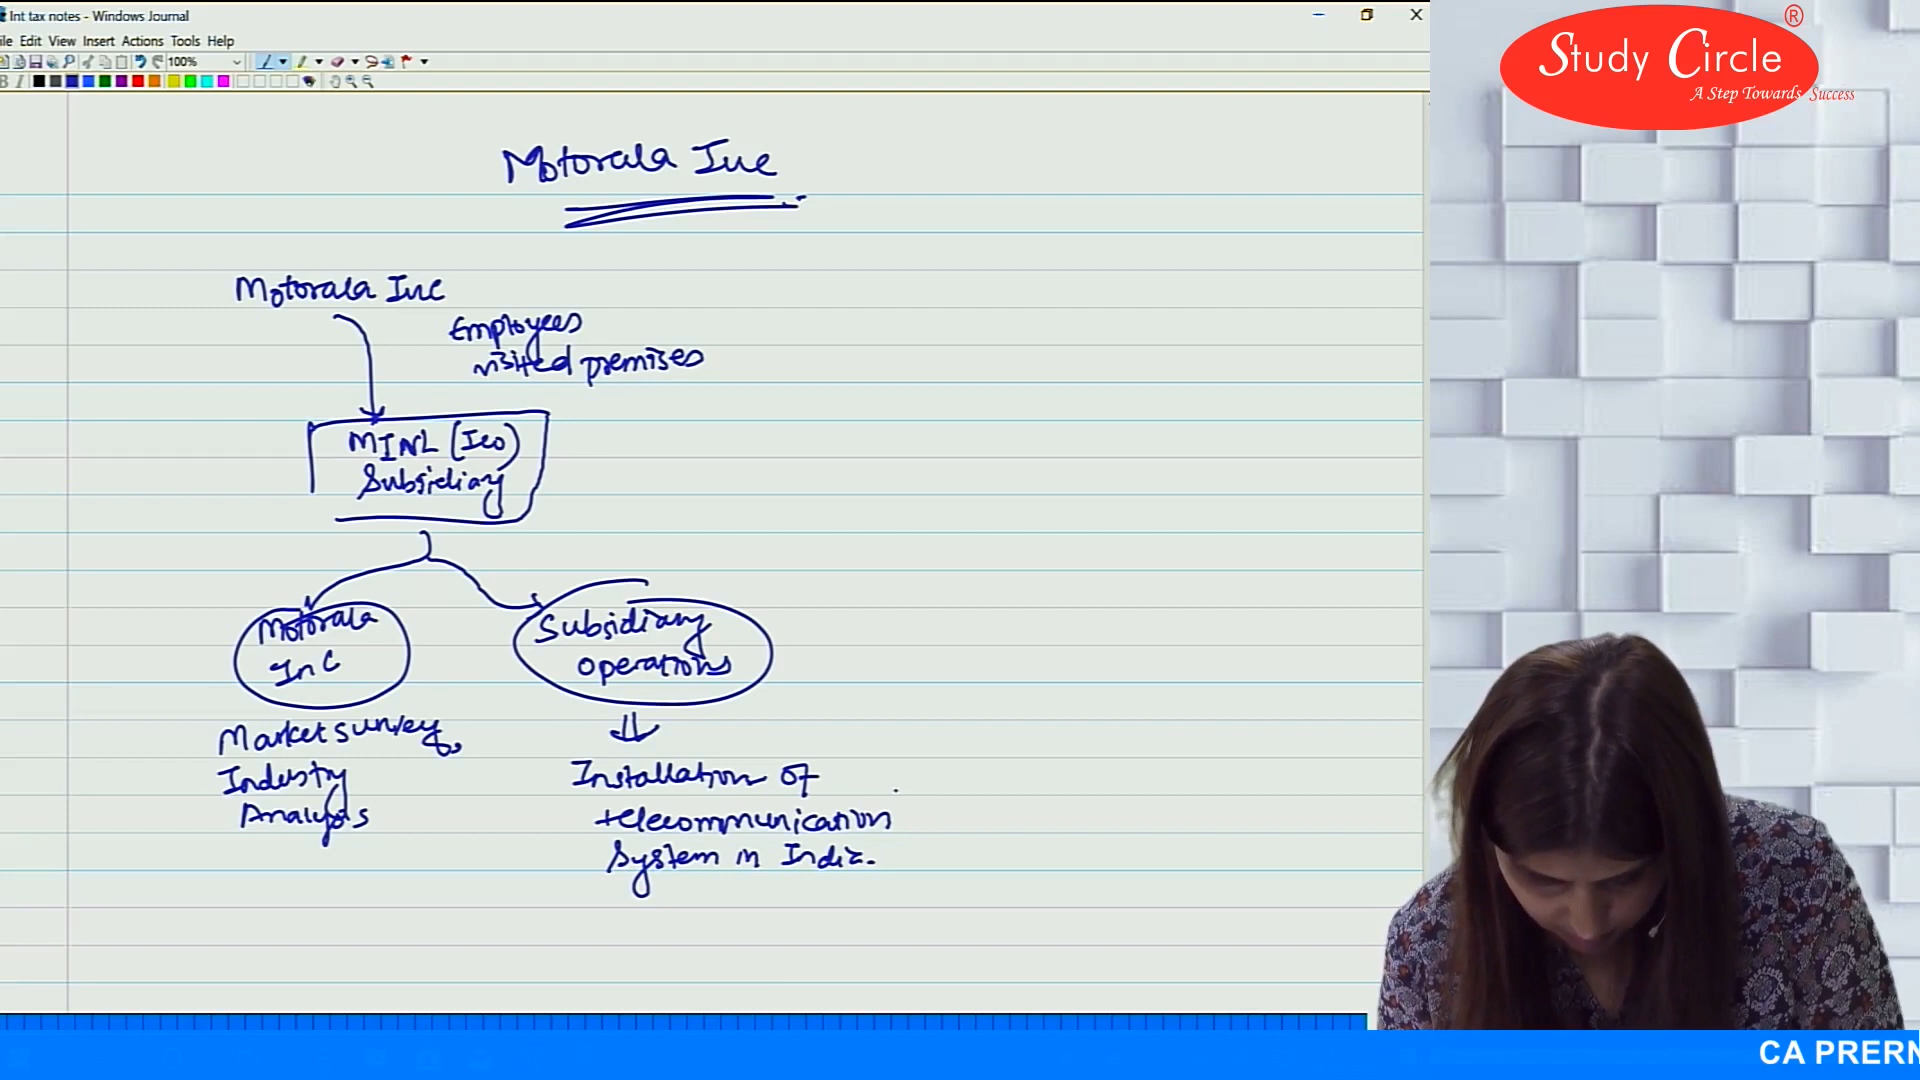 Int tax notes - Windows Journal
ile Edit View Insert Actions Tools Help
100%
B I
Study Circle ®
A Step Towards Success
Motorala Inc
Motorala Inc
Employees
visited premises
MINL (Ico)
Subsidiary
Motorala
Inc
Subsidiary
operations
Market survey,
Industry
Analysis
Installation of
telecommunication
system in India.
CA PRERN